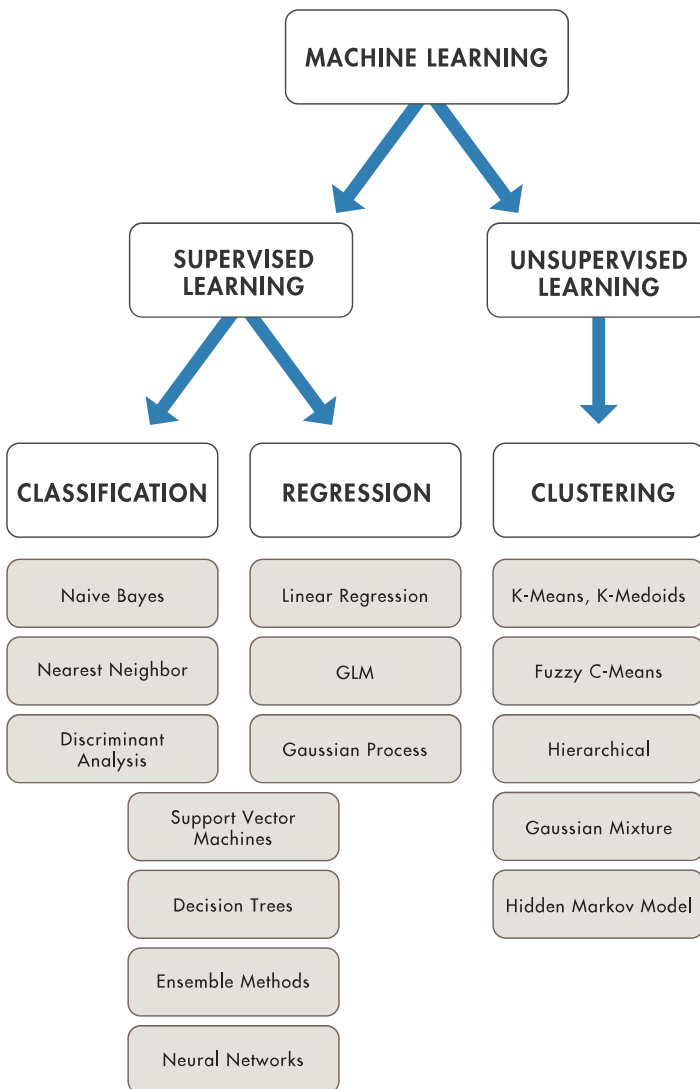 MACHINE LEARNING
SUPERVISED
LEARNING
UNSUPERVISED
LEARNING
CLASSIFICATION
REGRESSION
CLUSTERING
Naive Bayes
Linear Regression
K-Means, K-Medoids
Nearest Neighbor
GLM
Fuzzy C-Means
Discriminant
Analysis
Gaussian Process
Hierarchical
Support Vector
Machines
Gaussian Mixture
Decision Trees
Hidden Markov Model
Ensemble Methods
Neural Networks